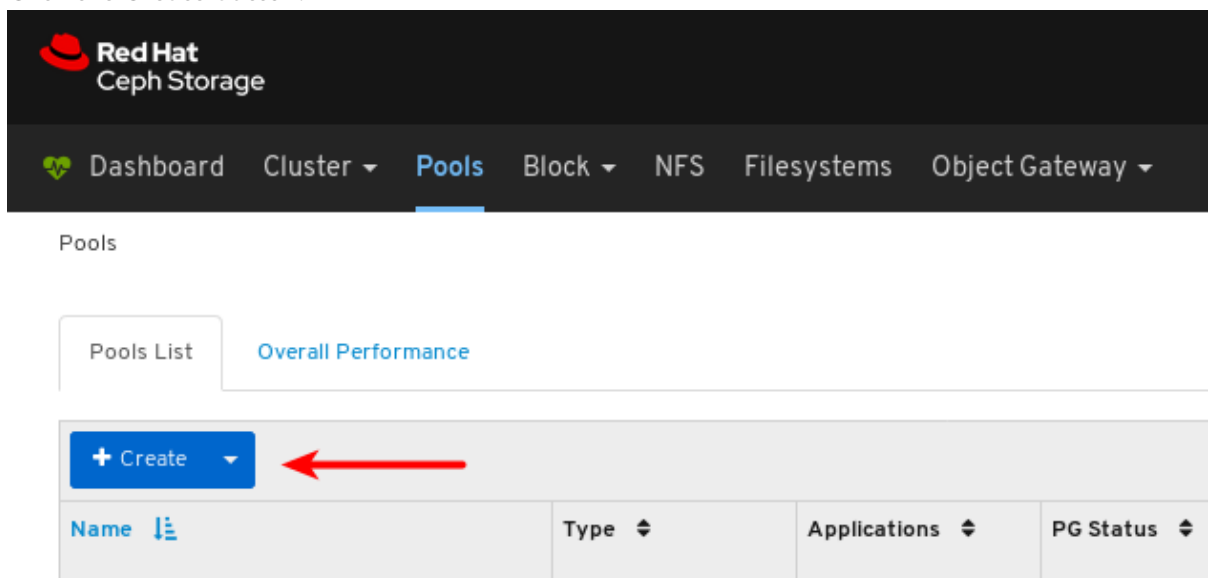 Red Hat
Ceph Storage
Dashboard Cluster Pools Block NFS Filesystems Object Gateway
Pools
Pools List Overall Performance
+ Create
Name Type Applications PG Status